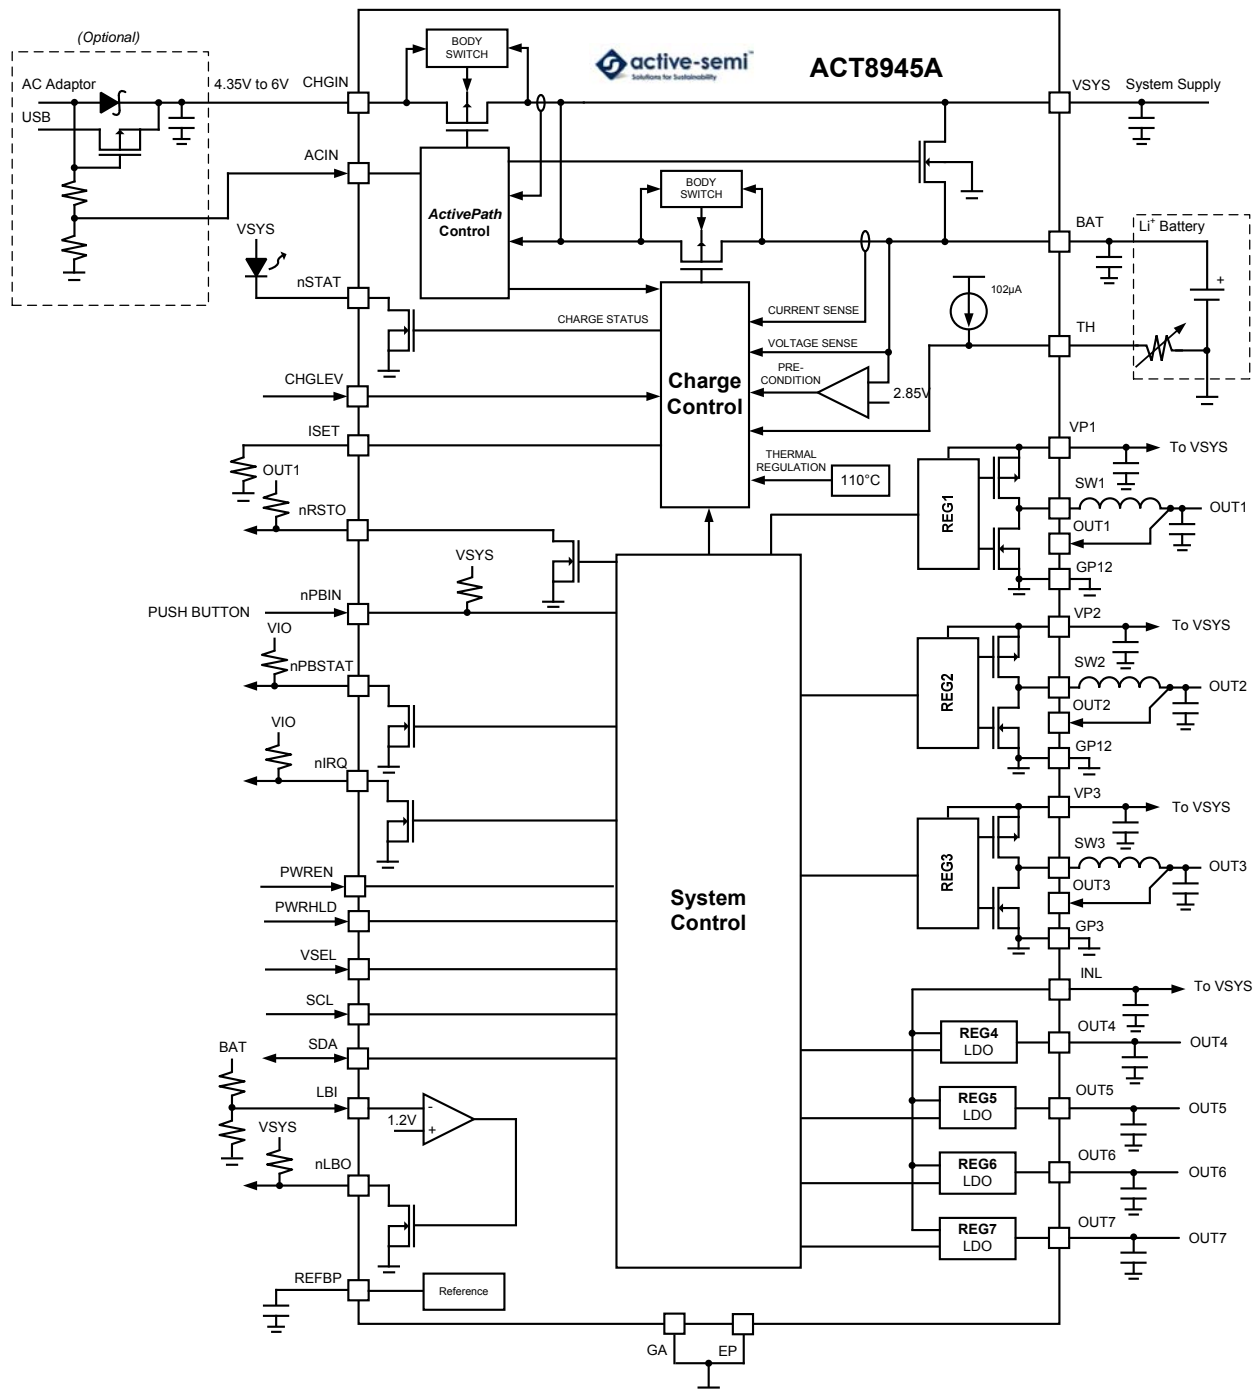 (Optional)
AC Adaptor
USB
4.35V to 6V
CHGIN
BODY
SWITCH
active-semi™
Solutions for Sustainability
ACT8945A
VSYS
System Supply
ACIN
ActivePath
Control
BODY
SWITCH
BAT
Li+ Battery
+
VSYS
nSTAT
CHARGE STATUS
102µA
CURRENT SENSE
TH
VOLTAGE SENSE
PRE-
CONDITION
2.85V
Charge
Control
CHGLEV
ISET
THERMAL
REGULATION
110°C
OUT1
nRSTO
VP1
To VSYS
REG1
SW1
OUT1
OUT1
GP12
VSYS
nPBIN
PUSH BUTTON
VIO
nPBSTAT
VP2
To VSYS
REG2
SW2
OUT2
OUT2
GP12
VIO
nIRQ
VP3
To VSYS
REG3
SW3
OUT3
OUT3
GP3
PWREN
PWRHLD
System
Control
VSEL
SCL
SDA
INL
To VSYS
REG4
LDO
OUT4
OUT4
BAT
LBI
1.2V
-
+
REG5
LDO
OUT5
OUT5
VSYS
nLBO
REG6
LDO
OUT6
OUT6
REG7
LDO
OUT7
OUT7
REFBP
Reference
GA
EP